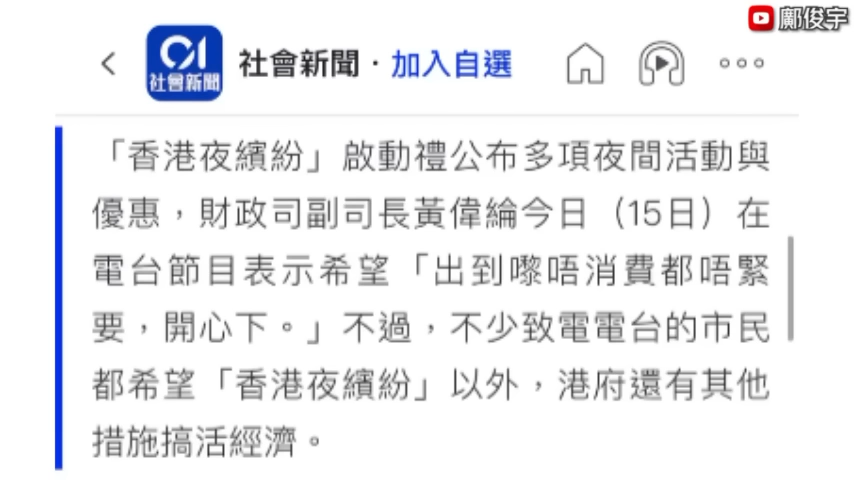 鄺俊宇
01
社會新聞
社會新聞・加入自選
「香港夜繽紛」啟動禮公布多項夜間活動與
優惠，財政司副司長黃偉綸今日（15日）在
電台節目表示希望「出到嚟唔消費都唔緊
要，開心下。」不過，不少致電電台的市民
都希望「香港夜繽紛」以外，港府還有其他
措施搞活經濟。